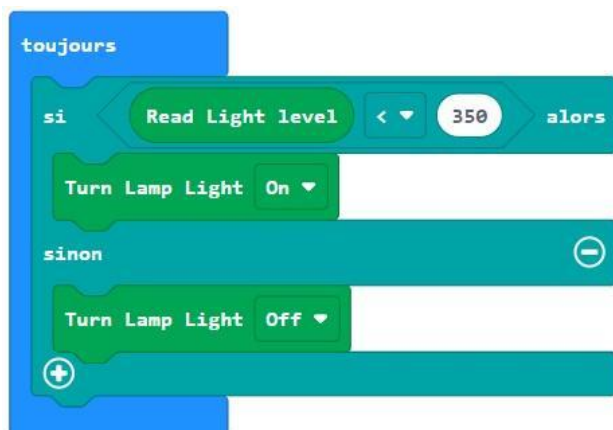 toujours
si Read Light level < 350 alors
Turn Lamp Light On
sinon
Turn Lamp Light Off